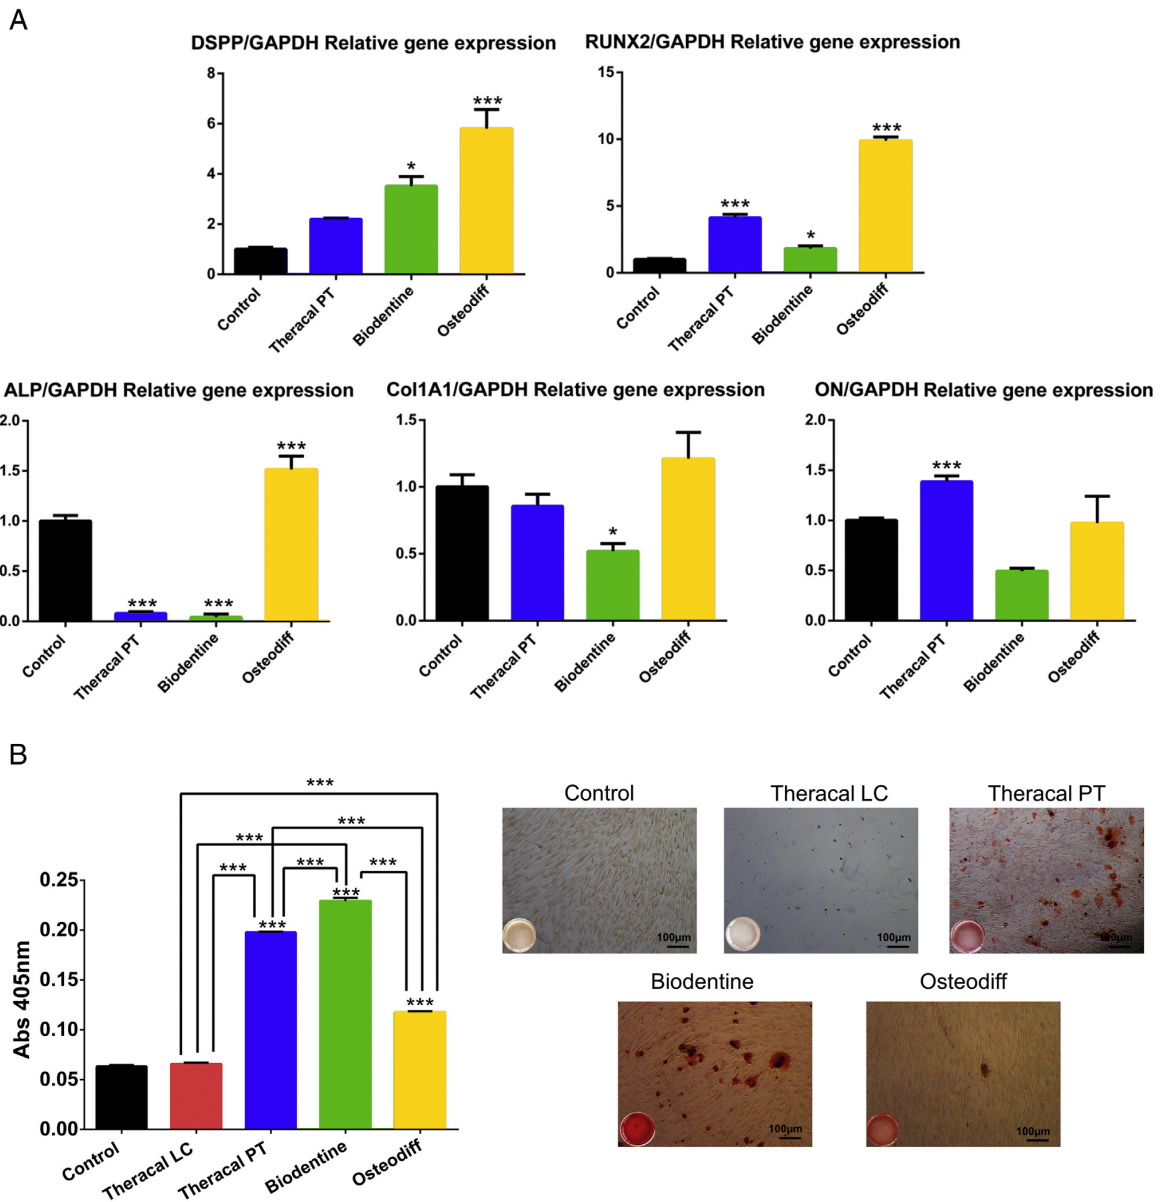 A
DSPP/GAPDH Relative gene expression
8
6
4
2
0
***
*
Control
Theracal PT
Biodentine
Osteodiff
RUNX2/GAPDH Relative gene expression
15
10
5
0
***
***
*
Control
Theracal PT
Biodentine
Osteodiff
ALP/GAPDH Relative gene expression
2.0
1.5
1.0
0.5
0.0
***
***
***
Control
Theracal PT
Biodentine
Osteodiff
Col1A1/GAPDH Relative gene expression
1.5
1.0
0.5
0.0
*
Control
Theracal PT
Biodentine
Osteodiff
ON/GAPDH Relative gene expression
2.0
1.5
1.0
0.5
0.0
***
Control
Theracal PT
Biodentine
Osteodiff
B
Abs 405nm
0.25
0.20
0.15
0.10
0.05
0.00
***
***
***
***
***
***
***
***
***
Control
Theracal LC
Theracal PT
Biodentine
Osteodiff
Control
Theracal LC
Theracal PT
100µm
100µm
100µm
Biodentine
Osteodiff
100µm
100µm